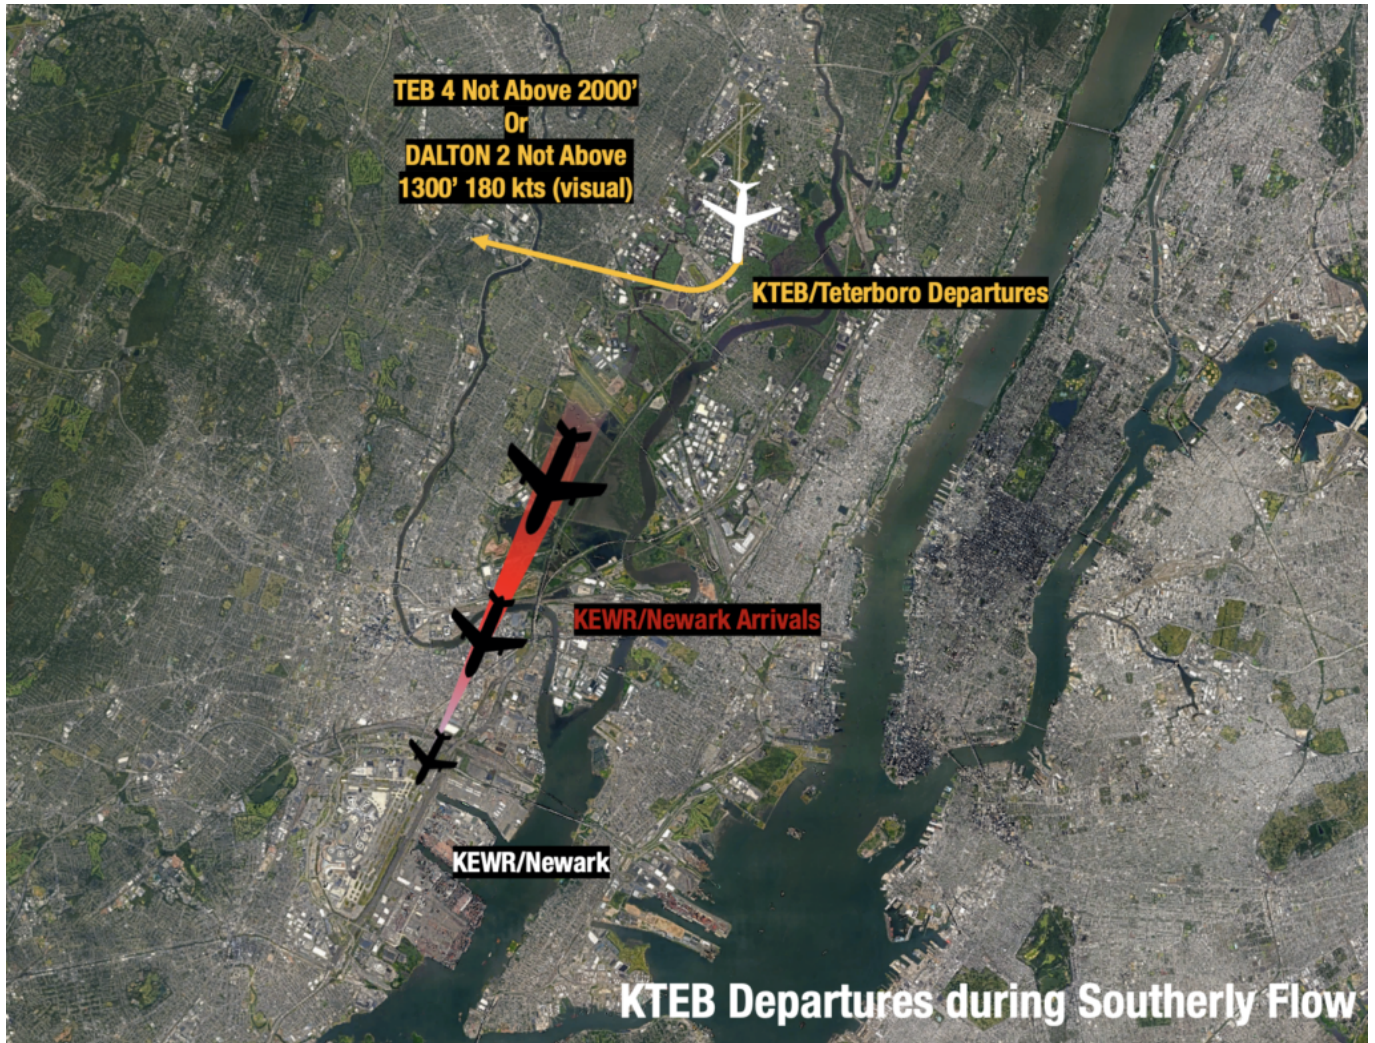 TEB 4 Not Above 2000’
Or
DALTON 2 Not Above
1300’ 180 kts (visual)
KTEB/Teterboro Departures
KEWR/Newark Arrivals
KEWR/Newark
KTEB Departures during Southerly Flow